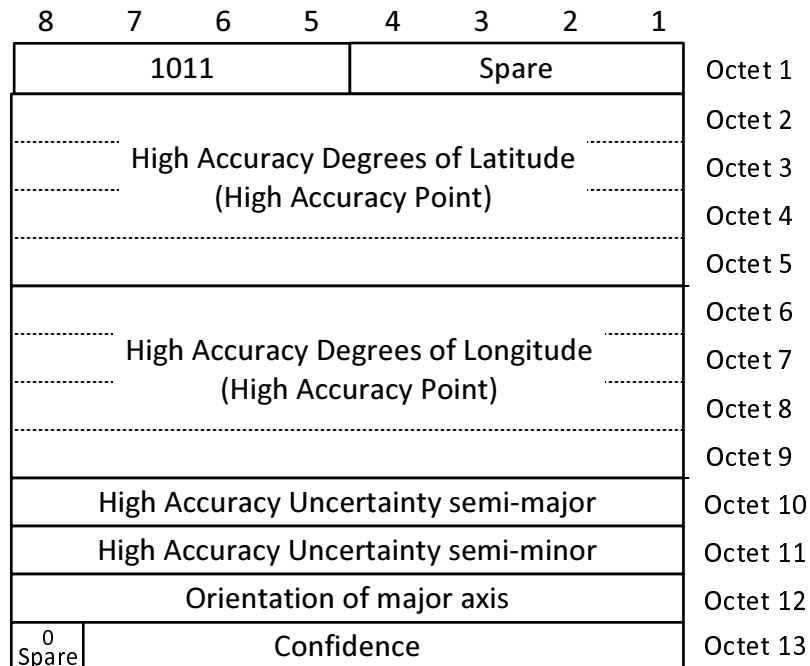 8 7 6 5 4 3 2 1
1011 Spare Octet 1
Octet 2
High Accuracy Degrees of Latitude
Octet 3
(High Accuracy Point)
Octet 4
Octet 5
Octet 6
High Accuracy Degrees of Longitude
Octet 7
(High Accuracy Point)
Octet 8
Octet 9
High Accuracy Uncertainty semi-major Octet 10
High Accuracy Uncertainty semi-minor Octet 11
Orientation of major axis Octet 12
0
Spare
Confidence Octet 13